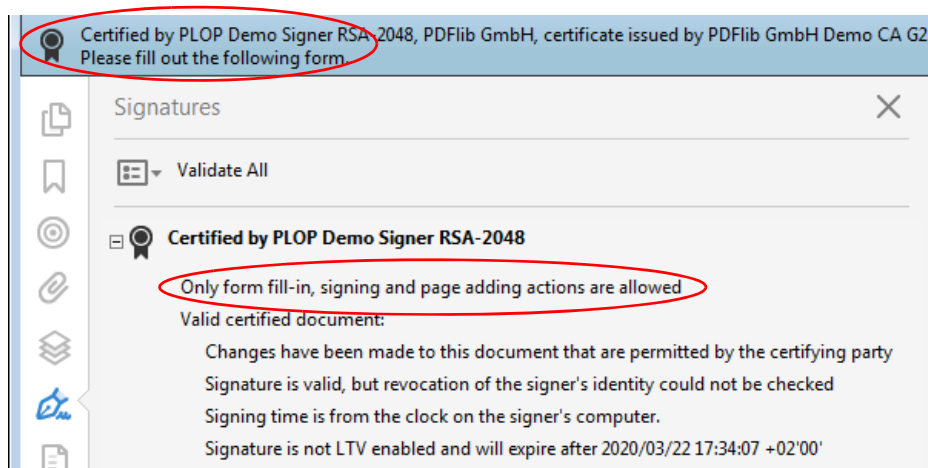 Certified by PLOP Demo Signer RSA-2048, PDFlib GmbH, certificate issued by PDFlib GmbH Demo CA G2
Please fill out the following form.
Signatures
Validate All
Certified by PLOP Demo Signer RSA-2048
Only form fill-in, signing and page adding actions are allowed
Valid certified document:
Changes have been made to this document that are permitted by the certifying party
Signature is valid, but revocation of the signer's identity could not be checked
Signing time is from the clock on the signer's computer.
Signature is not LTV enabled and will expire after 2020/03/22 17:34:07 +02'00'